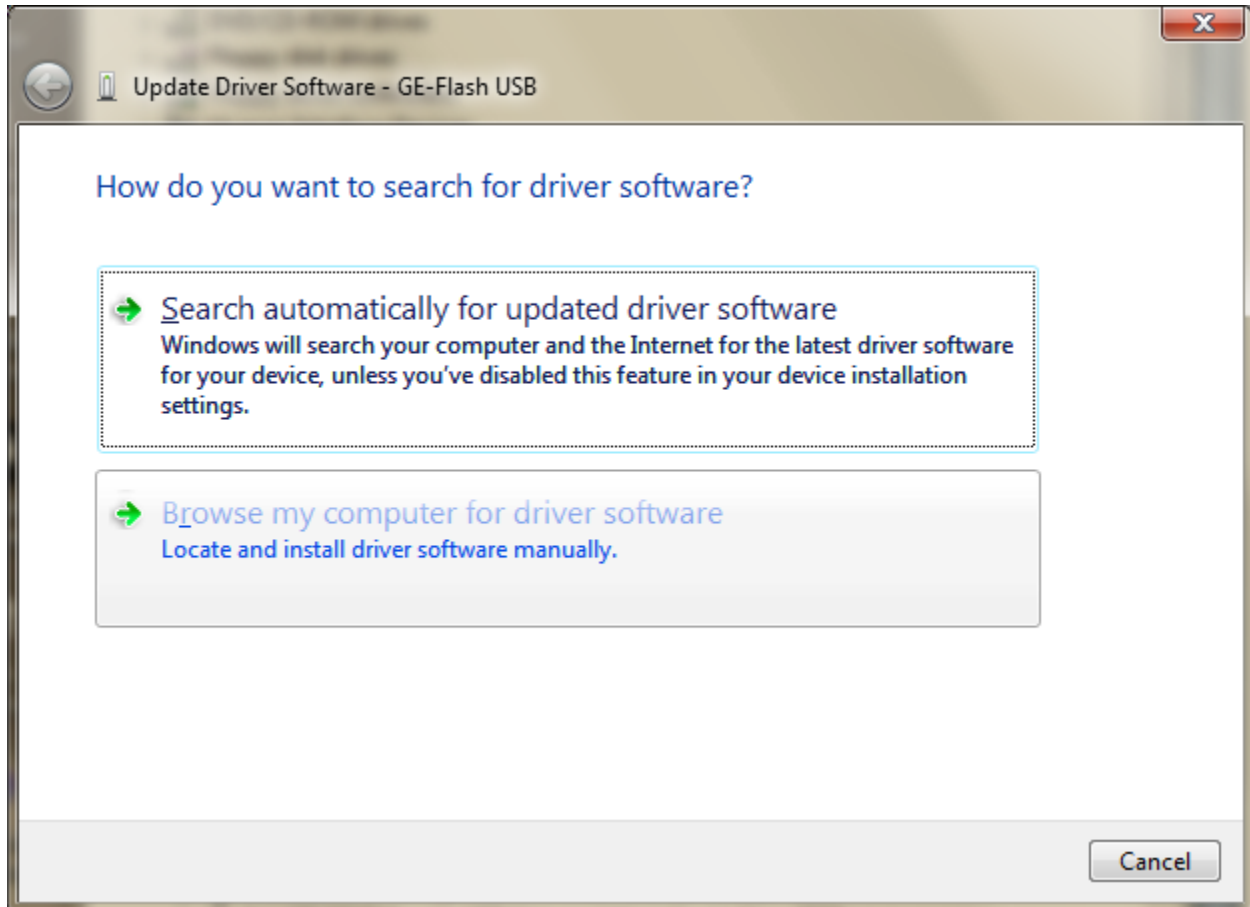 Update Driver Software - GE-Flash USB
How do you want to search for driver software?
Search automatically for updated driver software
Windows will search your computer and the Internet for the latest driver software
for your device, unless you've disabled this feature in your device installation
settings.
Browse my computer for driver software
Locate and install driver software manually.
Cancel